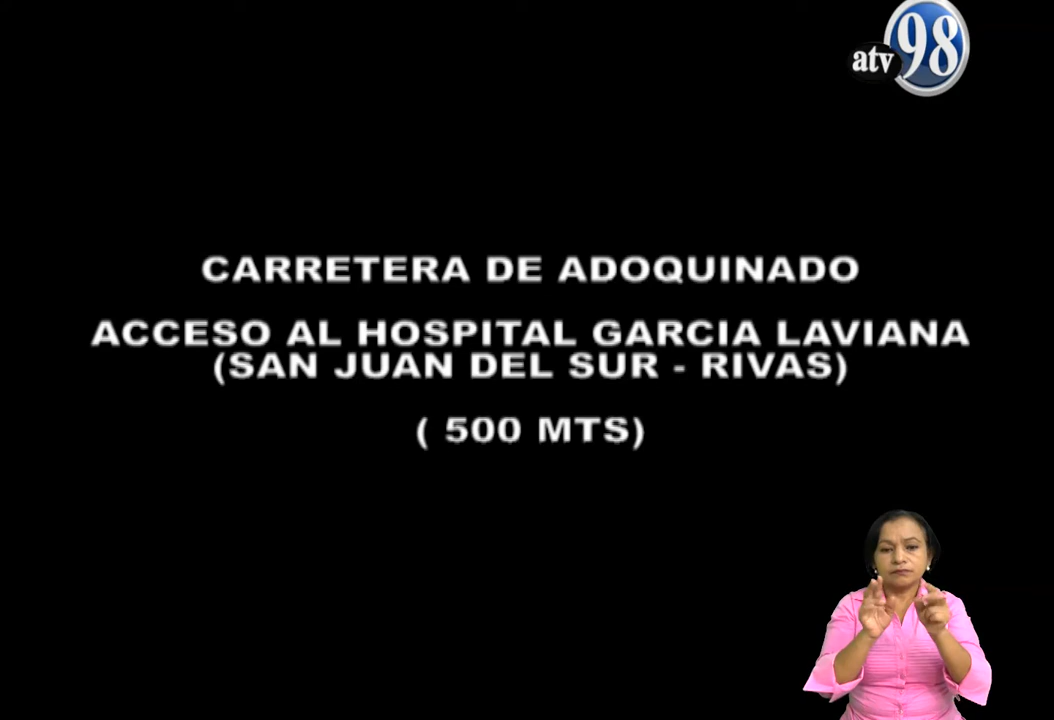 atv 98
CARRETERA DE ADOQUINADO
ACCESO AL HOSPITAL GARCIA LAVIANA
(SAN JUAN DEL SUR - RIVAS)
( 500 MTS)